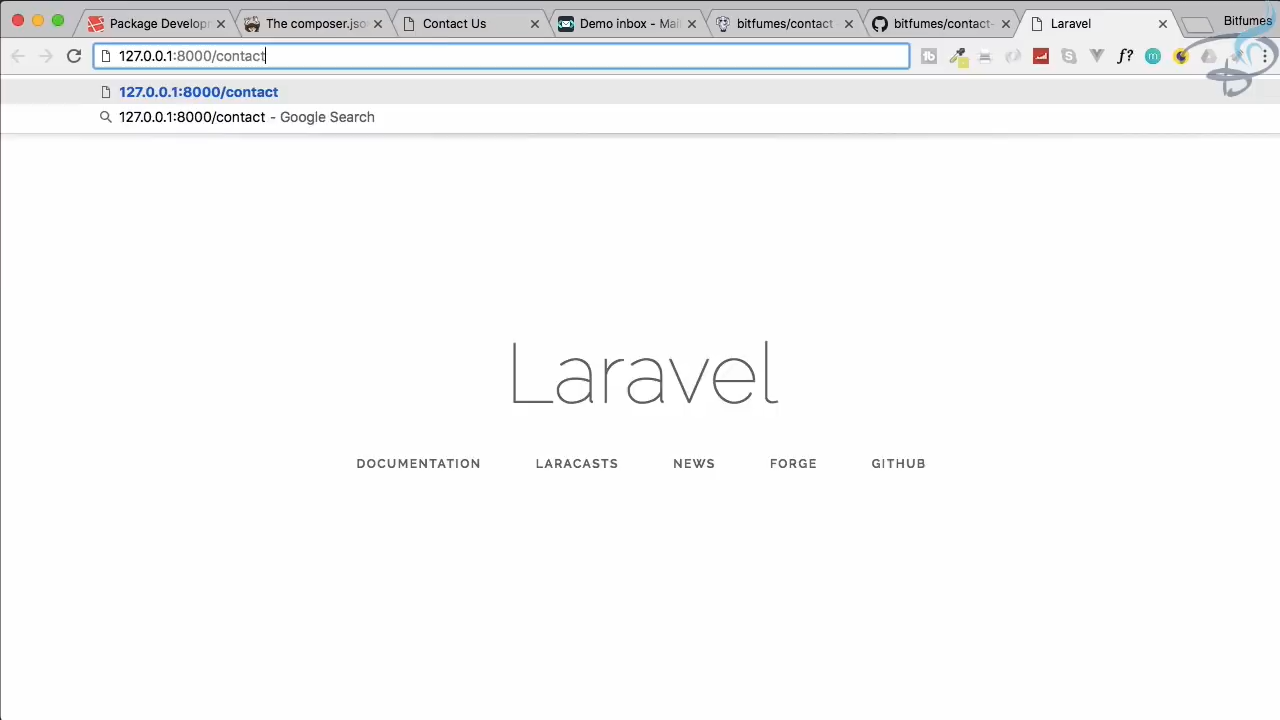 Package Develop
The composer.jso
Contact Us
Demo inbox - Mai
bitfumes/contact
bitfumes/contact-
Laravel
Bitfumes
127.0.0.1:8000/contact
tb
f?
m
127.0.0.1:8000/contact
127.0.0.1:8000/contact - Google Search
Laravel
DOCUMENTATION
LARACASTS
NEWS
FORGE
GITHUB